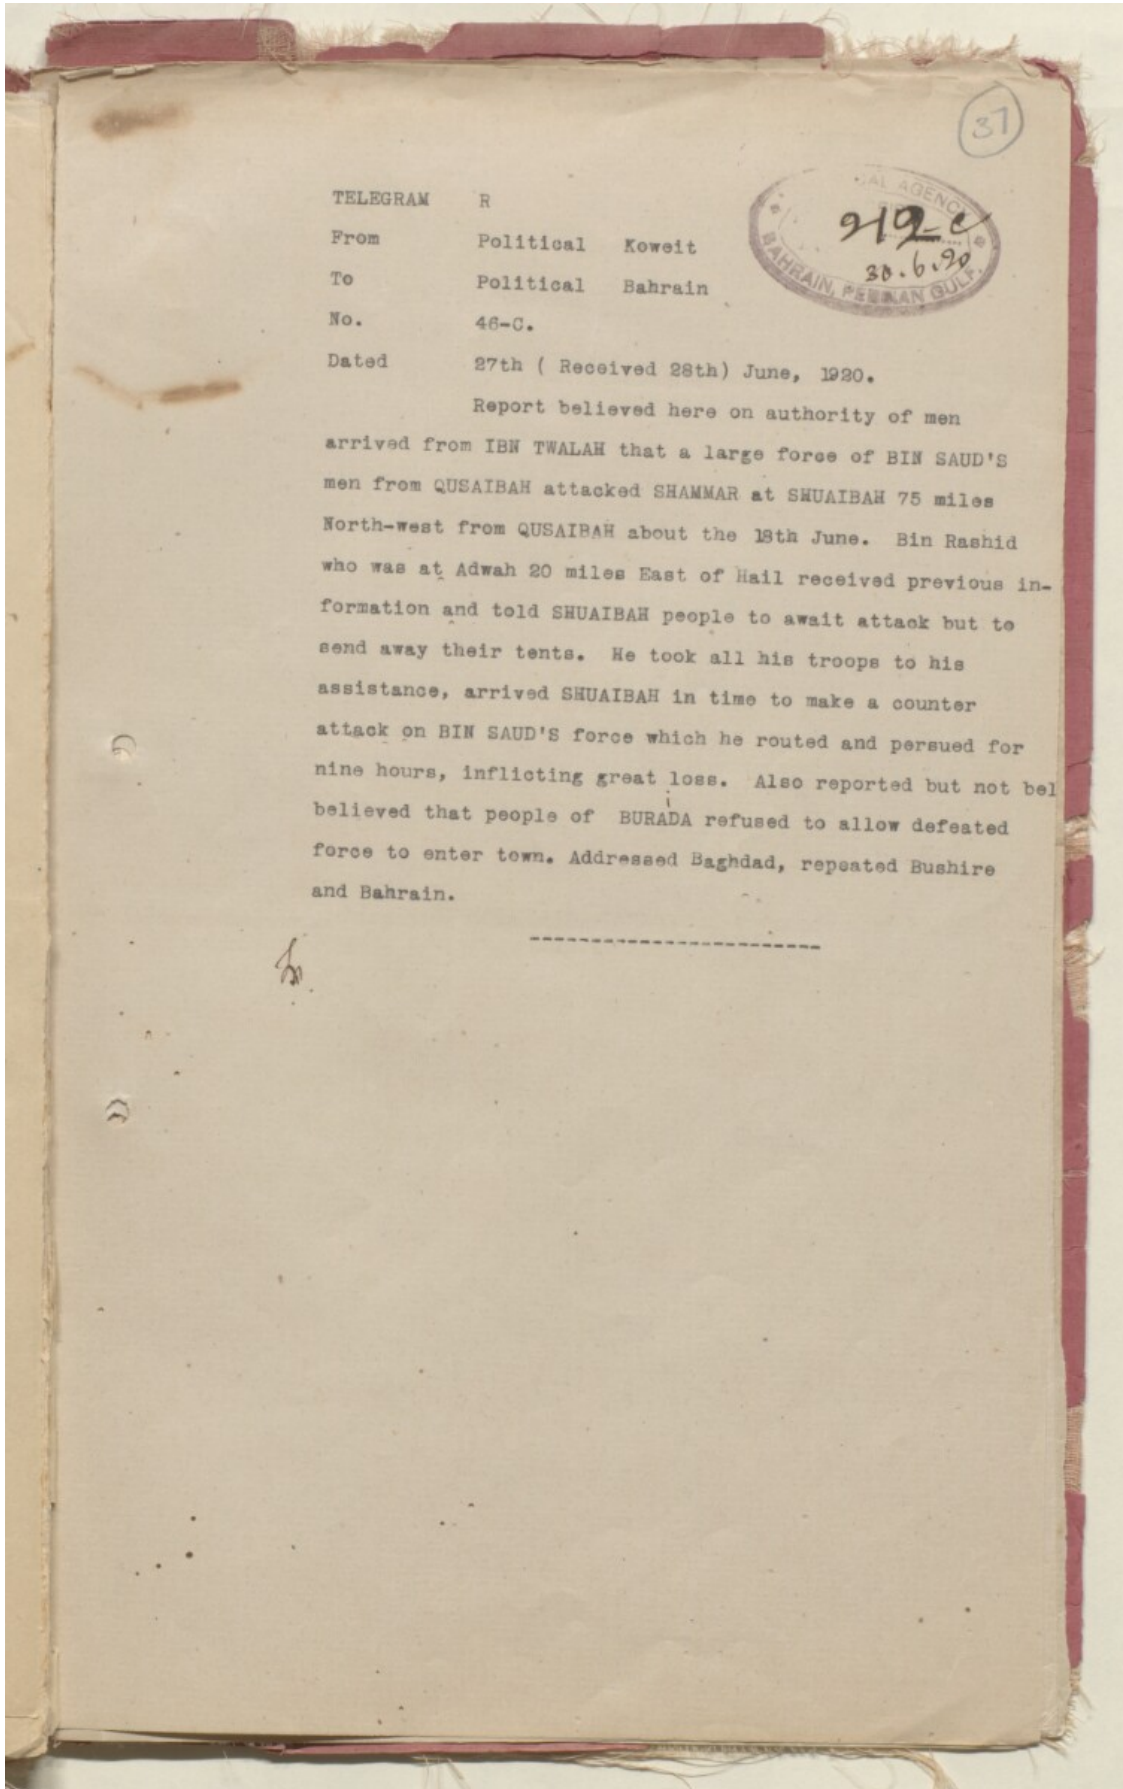 37
AL AGENCY
212-C
30.6.20
BAHRAIN, PERSIAN GULF.
TELEGRAM R
From Political Koweit
To Political Bahrain
No. 46-C.
Dated 27th ( Received 28th) June, 1920.
Report believed here on authority of men
arrived from IBN TWALAH that a large force of BIN SAUD'S
men from QUSAIBAH attacked SHAMMAR at SHUAIBAH 75 miles
North-west from QUSAIBAH about the 18th June. Bin Rashid
who was at Adwah 20 miles East of Hail received previous in-
formation and told SHUAIBAH people to await attack but to
send away their tents. He took all his troops to his
assistance, arrived SHUAIBAH in time to make a counter
attack on BIN SAUD'S force which he routed and persued for
nine hours, inflicting great loss. Also reported but not bel
believed that people of BURADA refused to allow defeated
force to enter town. Addressed Baghdad, repeated Bushire
and Bahrain.